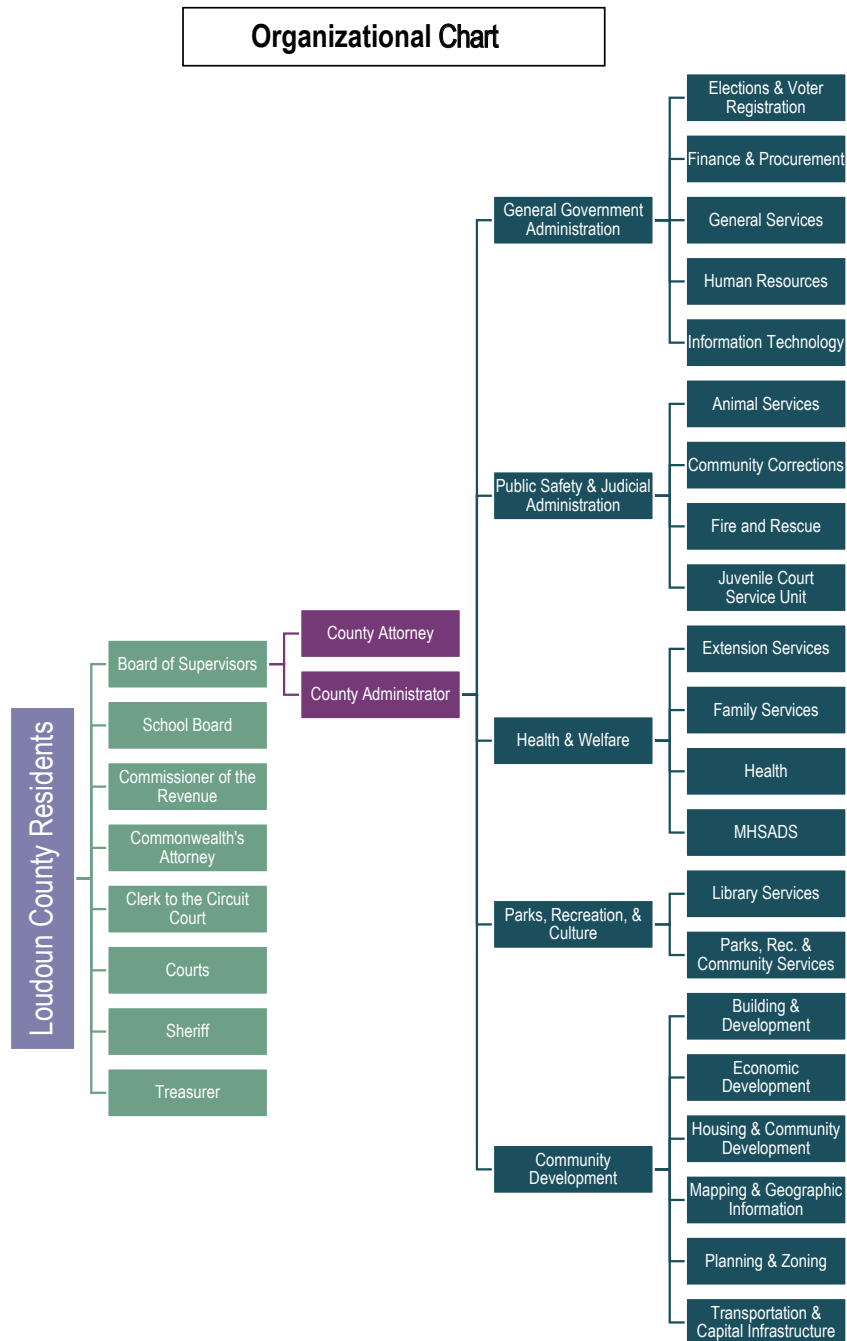 Organizational Chart
Loudoun County Residents
Board of Supervisors
School Board
Commissioner of the
Revenue
Commonwealth's
Attorney
Clerk to the Circuit
Court
Courts
Sheriff
Treasurer
County Attorney
County Administrator
General Government
Administration
Elections & Voter
Registration
Finance & Procurement
General Services
Human Resources
Information Technology
Public Safety & Judicial
Administration
Animal Services
Community Corrections
Fire and Rescue
Juvenile Court
Service Unit
Health & Welfare
Extension Services
Family Services
Health
MHSADS
Parks, Recreation, &
Culture
Library Services
Parks, Rec. &
Community Services
Community
Development
Building &
Development
Economic
Development
Housing & Community
Development
Mapping & Geographic
Information
Planning & Zoning
Transportation &
Capital Infrastructure